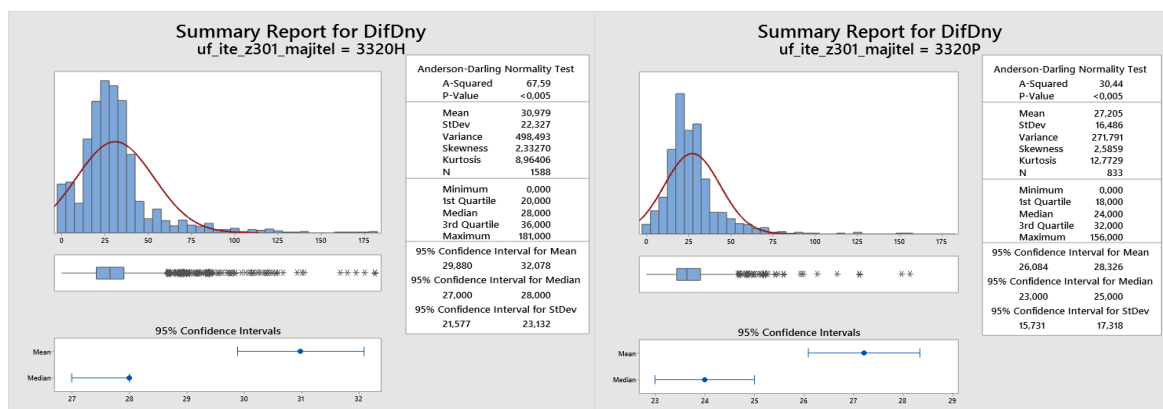 Summary Report for DifDny
uf_ite_z301_majitel = 3320H
Anderson-Darling Normality Test
A-Squared 67,59
P-Value <0,005
Mean 30,979
StDev 22,327
Variance 498,493
Skewness 2,33270
Kurtosis 8,96406
N 1588
Minimum 0,000
1st Quartile 20,000
Median 28,000
3rd Quartile 36,000
Maximum 181,000
95% Confidence Interval for Mean
29,880 32,078
95% Confidence Interval for Median
27,000 28,000
95% Confidence Interval for StDev
21,577 23,132
0 25 50 75 100 125 150 175
95% Confidence Intervals
Mean
Median
27 28 29 30 31 32
Summary Report for DifDny
uf_ite_z301_majitel = 3320P
Anderson-Darling Normality Test
A-Squared 30,44
P-Value <0,005
Mean 27,205
StDev 16,486
Variance 271,791
Skewness 2,5859
Kurtosis 12,7729
N 833
Minimum 0,000
1st Quartile 18,000
Median 24,000
3rd Quartile 32,000
Maximum 156,000
95% Confidence Interval for Mean
26,084 28,326
95% Confidence Interval for Median
23,000 25,000
95% Confidence Interval for StDev
15,731 17,318
0 25 50 75 100 125 150 175
95% Confidence Intervals
Mean
Median
23 24 25 26 27 28 29